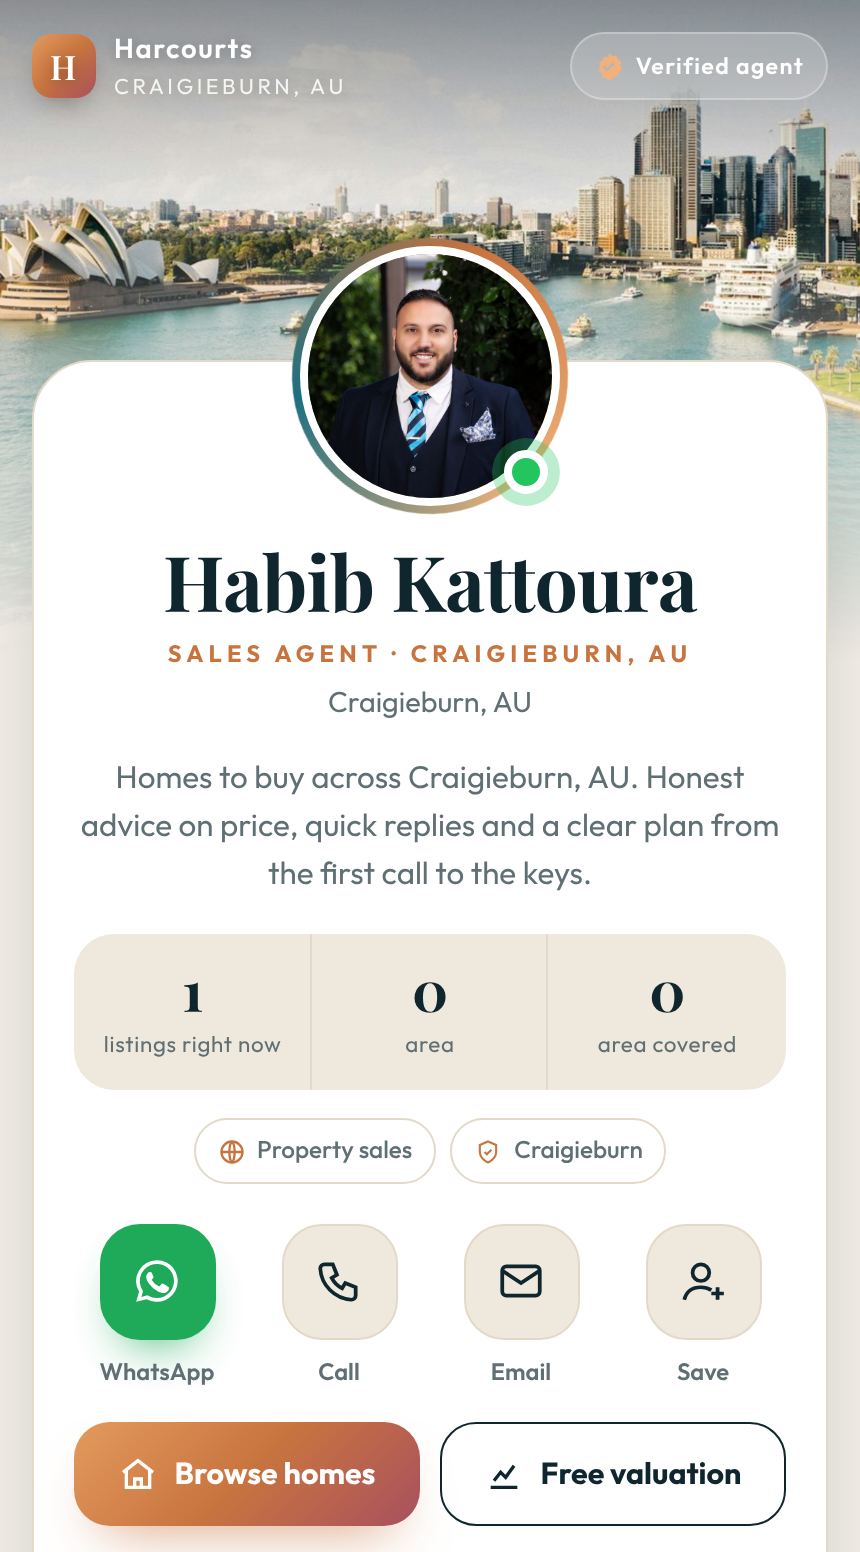 H
Harcourts
CRAIGIEBURN, AU
Verified agent
Habib Kattoura
SALES AGENT · CRAIGIEBURN, AU
Craigieburn, AU
Homes to buy across Craigieburn, AU. Honest
advice on price, quick replies and a clear plan from
the first call to the keys.
1
listings right now
0
area
0
area covered
Property sales
Craigieburn
WhatsApp
Call
Email
Save
Browse homes
Free valuation